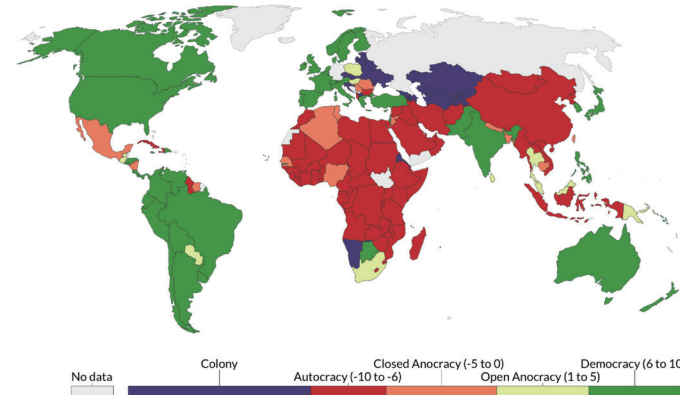 Colony Closed Anocracy (-5 to 0) Democracy (6 to 10
No data Autocracy (-10 to -6) Open Anocracy (1 to 5)